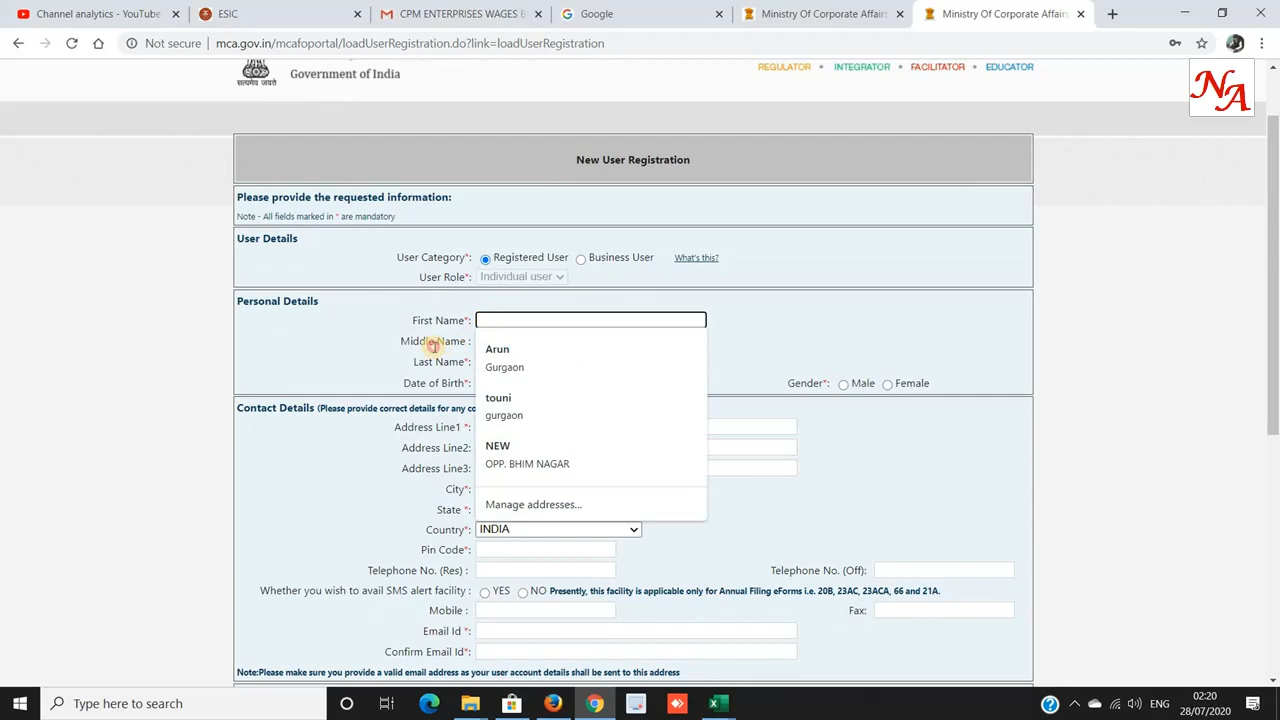 Channel analytics - YouTube
ESIC
CPM ENTERPRISES WAGES B
Google
Ministry Of Corporate Affairs
Ministry Of Corporate Affairs
Not secure
mca.gov.in/mcafoportal/loadUserRegistration.do?link=loadUserRegistration
सत्यमेव जयते
Government of India
REGULATOR • INTEGRATOR • FACILITATOR • EDUCATOR
NA
New User Registration
Please provide the requested information:
Note - All fields marked in * are mandatory
User Details
User Category*: Registered User Business User What's this?
User Role*: Individual user
Personal Details
First Name*:
Middle Name :
Last Name*:
Date of Birth*: Gender*: Male Female
Arun
Gurgaon
touni
gurgaon
NEW
OPP. BHIM NAGAR
Manage addresses...
Contact Details (Please provide correct details for any co
Address Line1 *:
Address Line2:
Address Line3:
City*:
State *:
Country*: INDIA
Pin Code*:
Telephone No. (Res) : Telephone No. (Off):
Whether you wish to avail SMS alert facility : YES NO Presently, this facility is applicable only for Annual Filing eForms i.e. 20B, 23AC, 23ACA, 66 and 21A.
Mobile : Fax:
Email Id *:
Confirm Email Id*:
Note:Please make sure you provide a valid email address as your user account details shall be sent to this address
Type here to search
02:20
28/07/2020